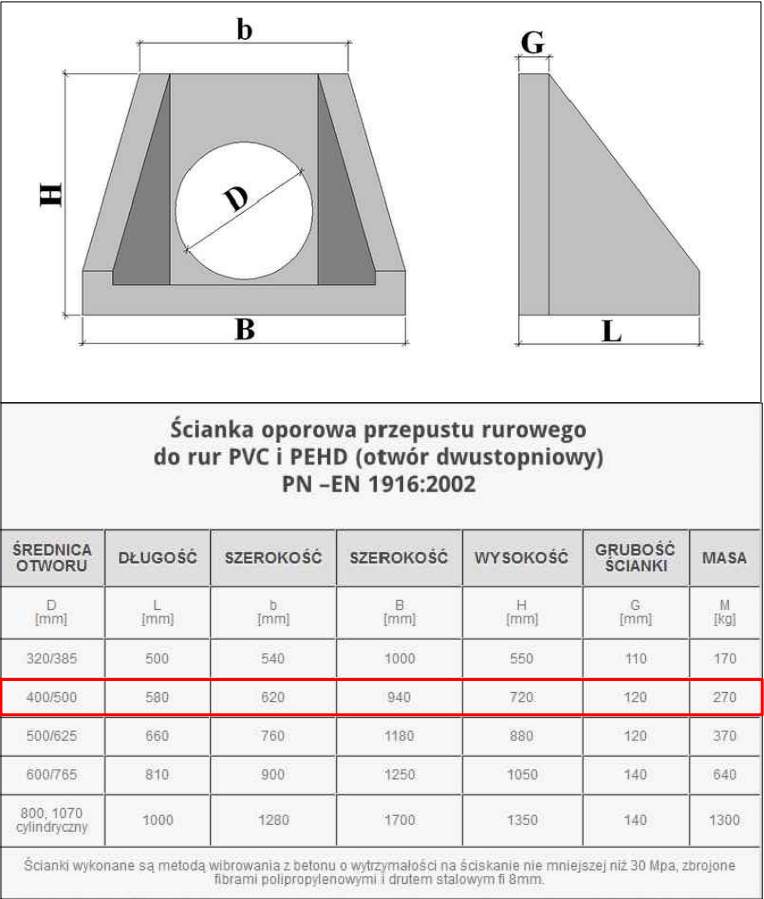 b
G
H
D
B
L
Ścianka oporowa przepustu rurowego
do rur PVC i PEHD (otwór dwustopniowy)
PN –EN 1916:2002
ŚREDNICA OTWORU DŁUGOŚĆ SZEROKOŚĆ SZEROKOŚĆ WYSOKOŚĆ GRUBOŚĆ ŚCIANKI MASA
D [mm] L [mm] b [mm] B [mm] H [mm] G [mm] M [kg]
320/385 500 540 1000 550 110 170
400/500 580 620 940 720 120 270
500/625 660 760 1180 880 120 370
600/765 810 900 1250 1050 140 640
800, 1070 cylindryczny 1000 1280 1700 1350 140 1300
Ścianki wykonane są metodą wibrowania z betonu o wytrzymałości na ściskanie nie mniejszej niż 30 Mpa, zbrojone
fibrami polipropylenowymi i drutem stalowym fi 8mm.